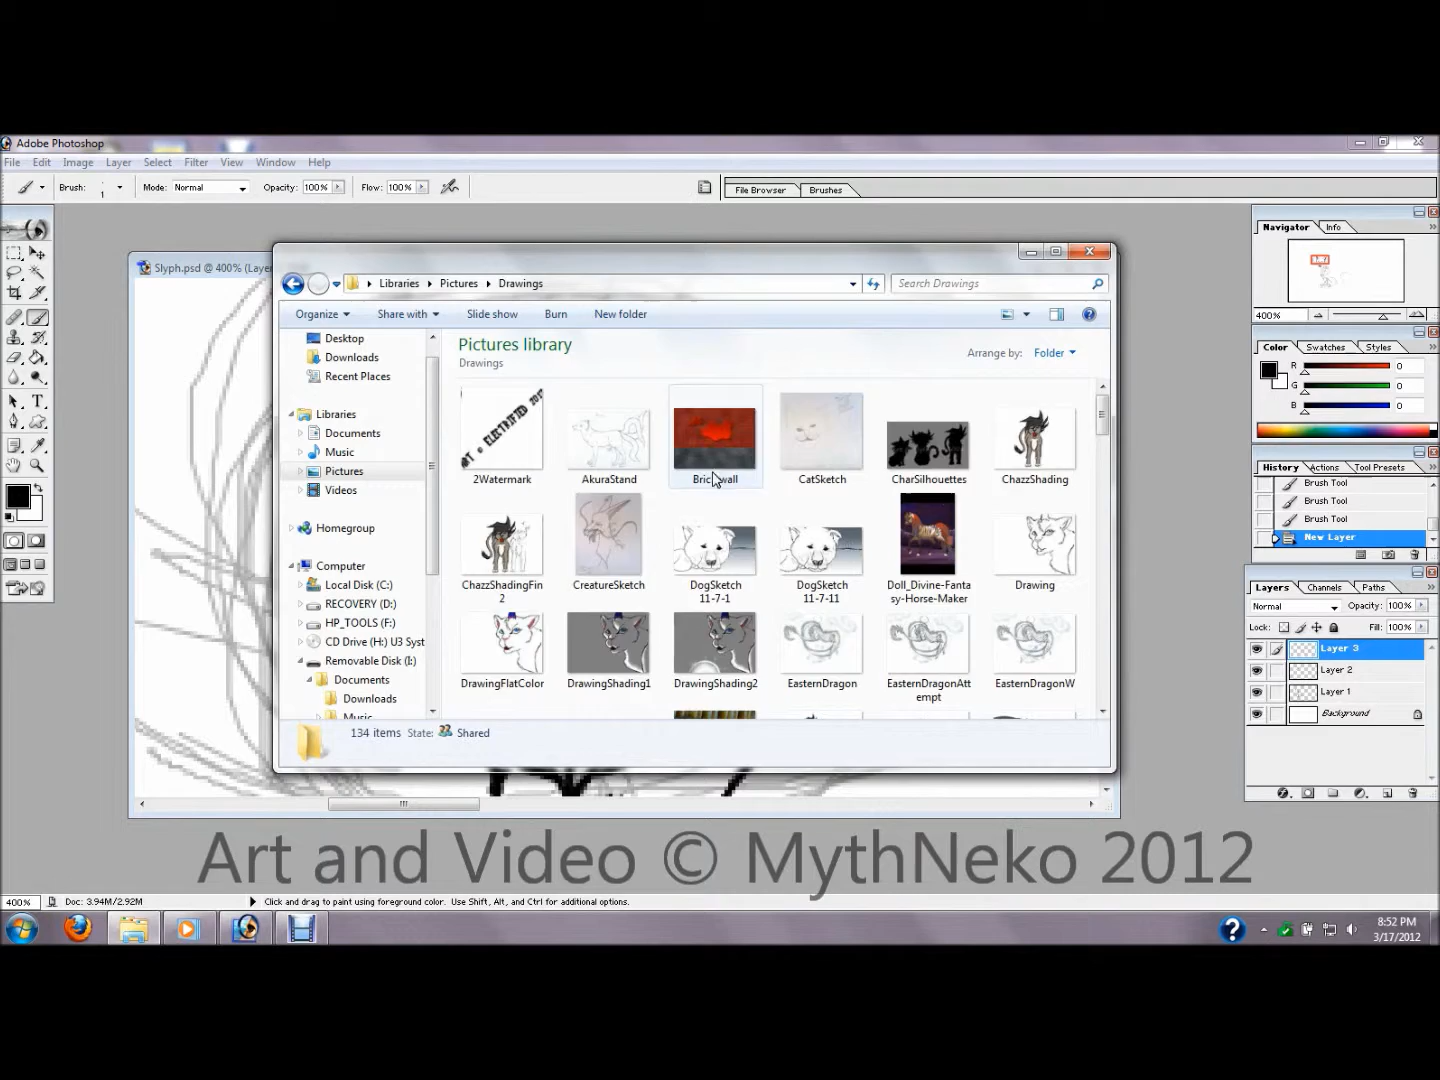 Adobe Photoshop
File Edit Image Layer Select Filter View Window Help
Brush: 1 Mode: Normal Opacity: 100% Flow: 100% File Browser Brushes
Navigator Info
400%
Color Swatches Styles
R 0
G 0
B 0
History Actions Tool Presets
Brush Tool
Brush Tool
Brush Tool
New Layer
Layers Channels Paths
Normal Opacity: 100%
Lock: Fill: 100%
Layer 3
Layer 2
Layer 1
Background
Slyph.psd @ 400% (Laye
Libraries Pictures Drawings Search Drawings
Organize Share with Slide show Burn New folder
Desktop
Downloads
Recent Places
Libraries
Documents
Music
Pictures
Videos
Homegroup
Computer
Local Disk (C:)
RECOVERY (D:)
HP_TOOLS (F:)
CD Drive (H:) U3 Syst
Removable Disk (I:)
Documents
Downloads
Music
Pictures library
Drawings
Arrange by: Folder
2Watermark AkuraStand Brickwall CatSketch CharSilhouettes ChazzShading
ChazzShadingFin
2
CreatureSketch
DogSketch
11-7-1
DogSketch
11-7-11
Doll_Divine-Fanta
sy-Horse-Maker
Drawing
DrawingFlatColor DrawingShading1 DrawingShading2 EasternDragon
EasternDragonAtt
empt
EasternDragonW
134 items State: Shared
Art and Video © MythNeko 2012
400% Doc: 3.94M/2.92M Click and drag to paint using foreground color. Use Shift, Alt, and Ctrl for additional options.
8:52 PM
3/17/2012